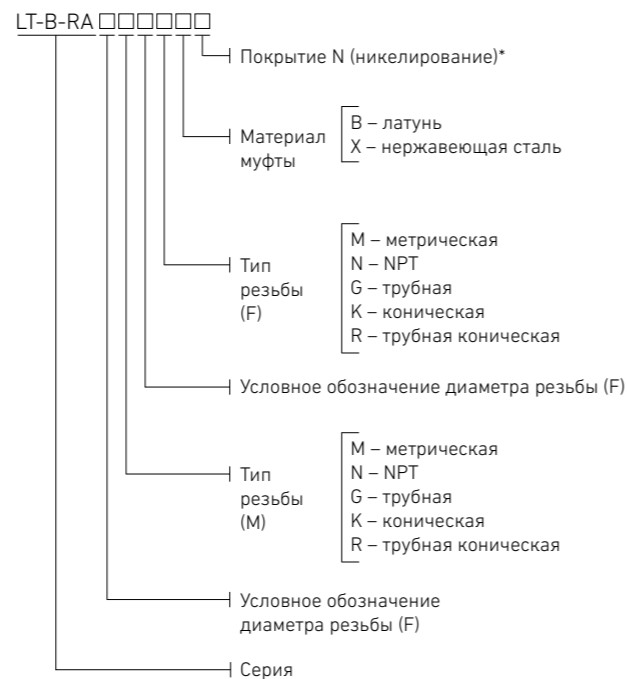 LT-B-RA □□□□□□
Покрытие N (никелирование)*
Материал
муфты
B – латунь
X – нержавеющая сталь
Тип
резьбы
(F)
M – метрическая
N – NPT
G – трубная
K – коническая
R – трубная коническая
Условное обозначение диаметра резьбы (F)
Тип
резьбы
(M)
M – метрическая
N – NPT
G – трубная
K – коническая
R – трубная коническая
Условное обозначение
диаметра резьбы (F)
Серия